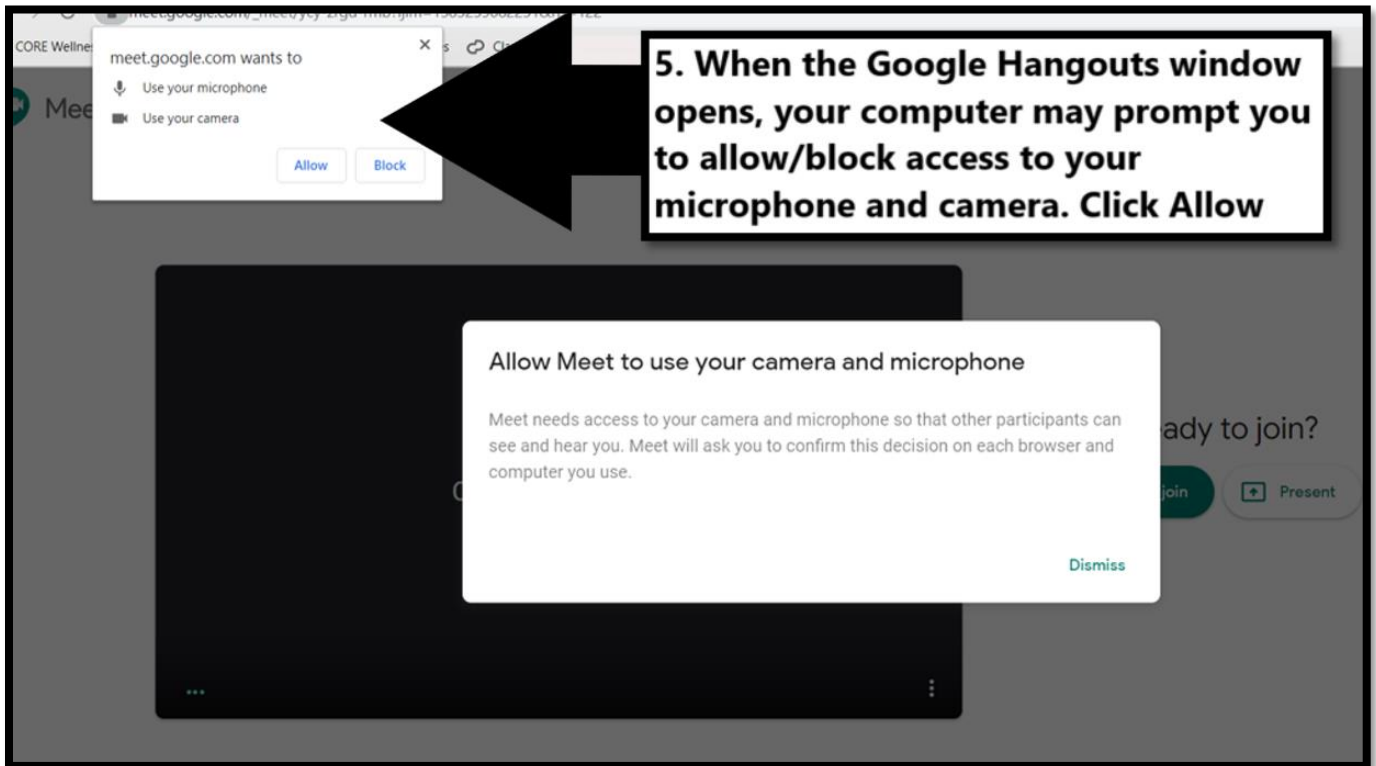 CORE Wellne
meet.google.com wants to
Use your microphone
Use your camera
Allow Block
Mee
5. When the Google Hangouts window
opens, your computer may prompt you
to allow/block access to your
microphone and camera. Click Allow
Allow Meet to use your camera and microphone
Meet needs access to your camera and microphone so that other participants can
see and hear you. Meet will ask you to confirm this decision on each browser and
computer you use.
Dismiss
ady to join?
join Present